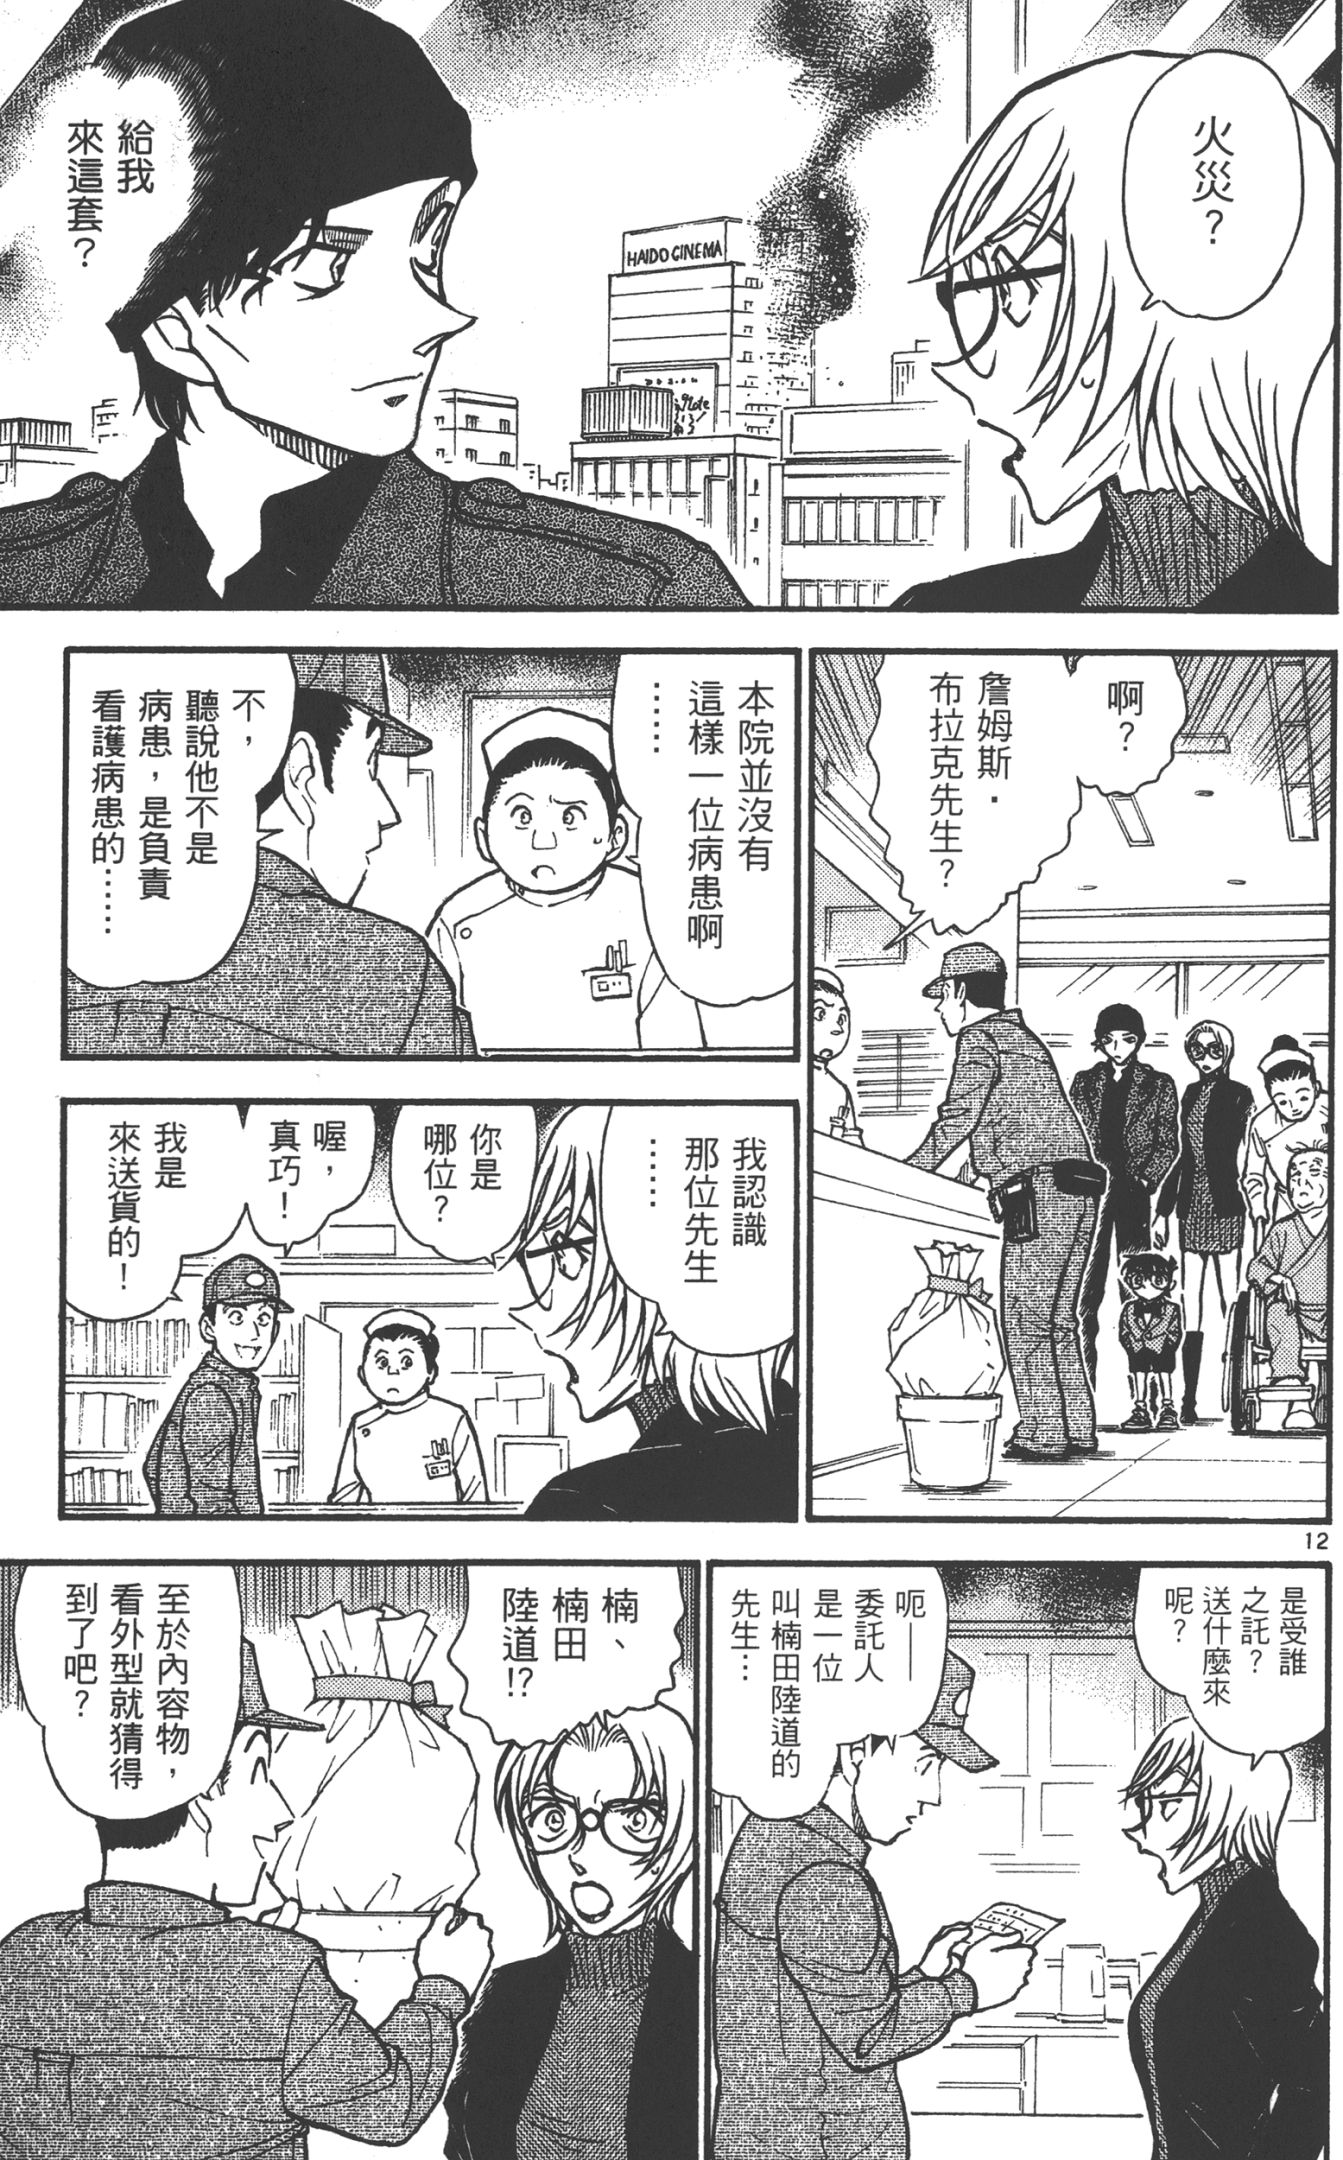 火災？
HAIDO CINEMA
給我
來這套？
啊？
詹姆斯·
布拉克先生？
本院並沒有
這樣一位病患啊
……
不，
聽說他不是
病患，是負責
看護病患的……
我認識
那位先生
……
你是
哪位？
喔，
真巧！
我是
來送貨的！
12
是受誰
之託？
送什麼來
呢？
呃——
委託人
是一位
叫楠田陸道的
先生…
楠、
楠田
陸道!?
至於內容物，
看外型就猜得
到了吧？